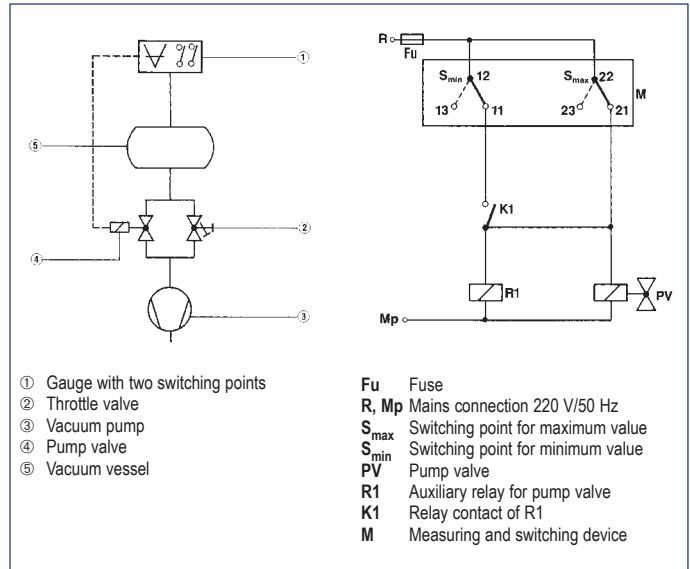 ①
⑤
②
④
③
R
Fu
Smin 12
Smax 22
M
13 11
23 21
K1
R1
PV
Mp
① Gauge with two switching points
② Throttle valve
③ Vacuum pump
④ Pump valve
⑤ Vacuum vessel
Fu Fuse
R, Mp Mains connection 220 V/50 Hz
Smax Switching point for maximum value
Smin Switching point for minimum value
PV Pump valve
R1 Auxiliary relay for pump valve
K1 Relay contact of R1
M Measuring and switching device